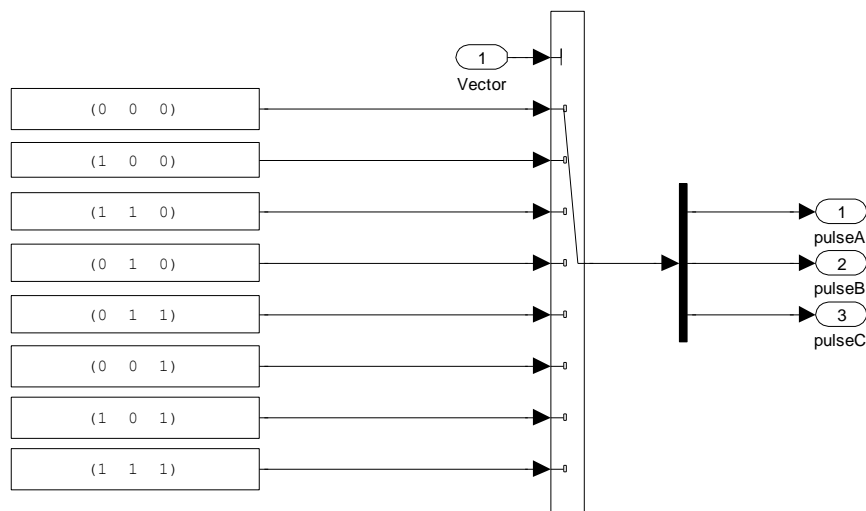 1
Vector
(0 0 0)
(1 0 0)
(1 1 0)
(0 1 0)
(0 1 1)
(0 0 1)
(1 0 1)
(1 1 1)
1
pulseA
2
pulseB
3
pulseC